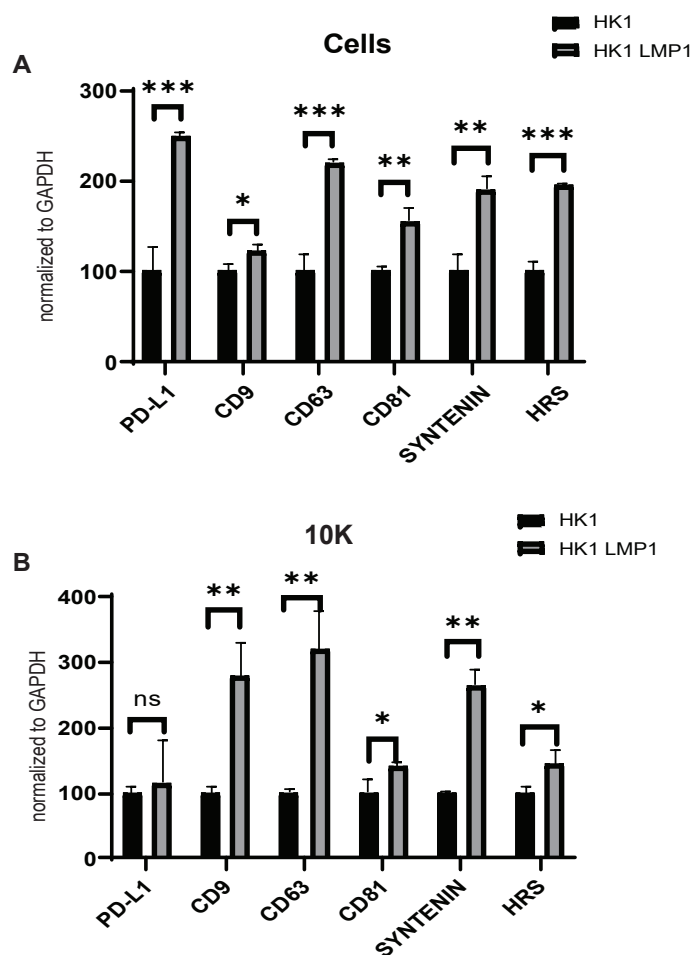 HK1
HK1 LMP1
Cells
A
***
*
***
**
**
***
300
200
100
0
normalized to GAPDH
PD-L1
CD9
CD63
CD81
SYNTENIN
HRS
HK1
HK1 LMP1
10K
B
ns
**
**
*
**
*
400
300
200
100
0
normalized to GAPDH
PD-L1
CD9
CD63
CD81
SYNTENIN
HRS